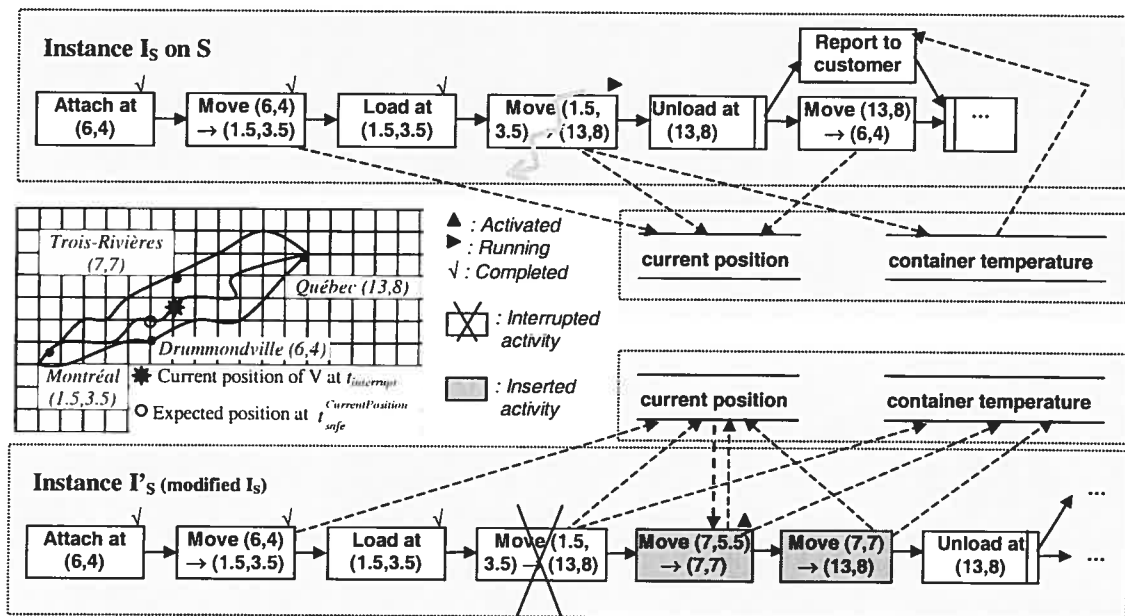 Instance I_S on S
Report to
customer
√
√
√
Attach at
(6,4)
Move (6,4)
→ (1.5,3.5)
Load at
(1.5,3.5)
Move (1.5,
3.5) → (13,8)
Unload at
(13,8)
Move (13,8)
→ (6,4)
...
Trois-Rivières
(7,7)
Québec (13,8)
Drummondville (6,4)
Montréal
(1.5,3.5)
Current position of V at t_interrupt
Expected position at t_safe^CurrentPosition
: Activated
: Running
√ : Completed
: Interrupted
activity
: Inserted
activity
current position
container temperature
current position
container temperature
Instance I'_S (modified I_S)
√
√
√
Attach at
(6,4)
Move (6,4)
→ (1.5,3.5)
Load at
(1.5,3.5)
Move (1.5,
3.5) → (13,8)
Move (7,5.5)
→ (7,7)
Move (7,7)
→ (13,8)
Unload at
(13,8)
...
...